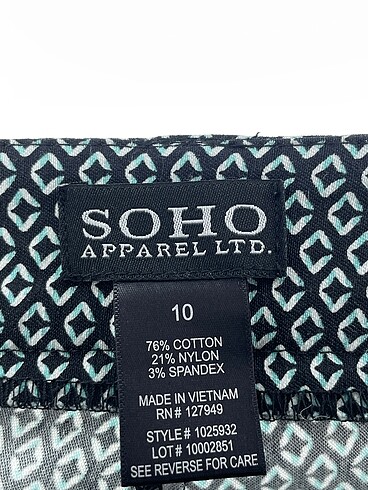 SOHO
APPAREL LTD.
10
76% COTTON
21% NYLON
3% SPANDEX
MADE IN VIETNAM
RN# 127949
STYLE# 1025932
LOT# 10002851
SEE REVERSE FOR CARE